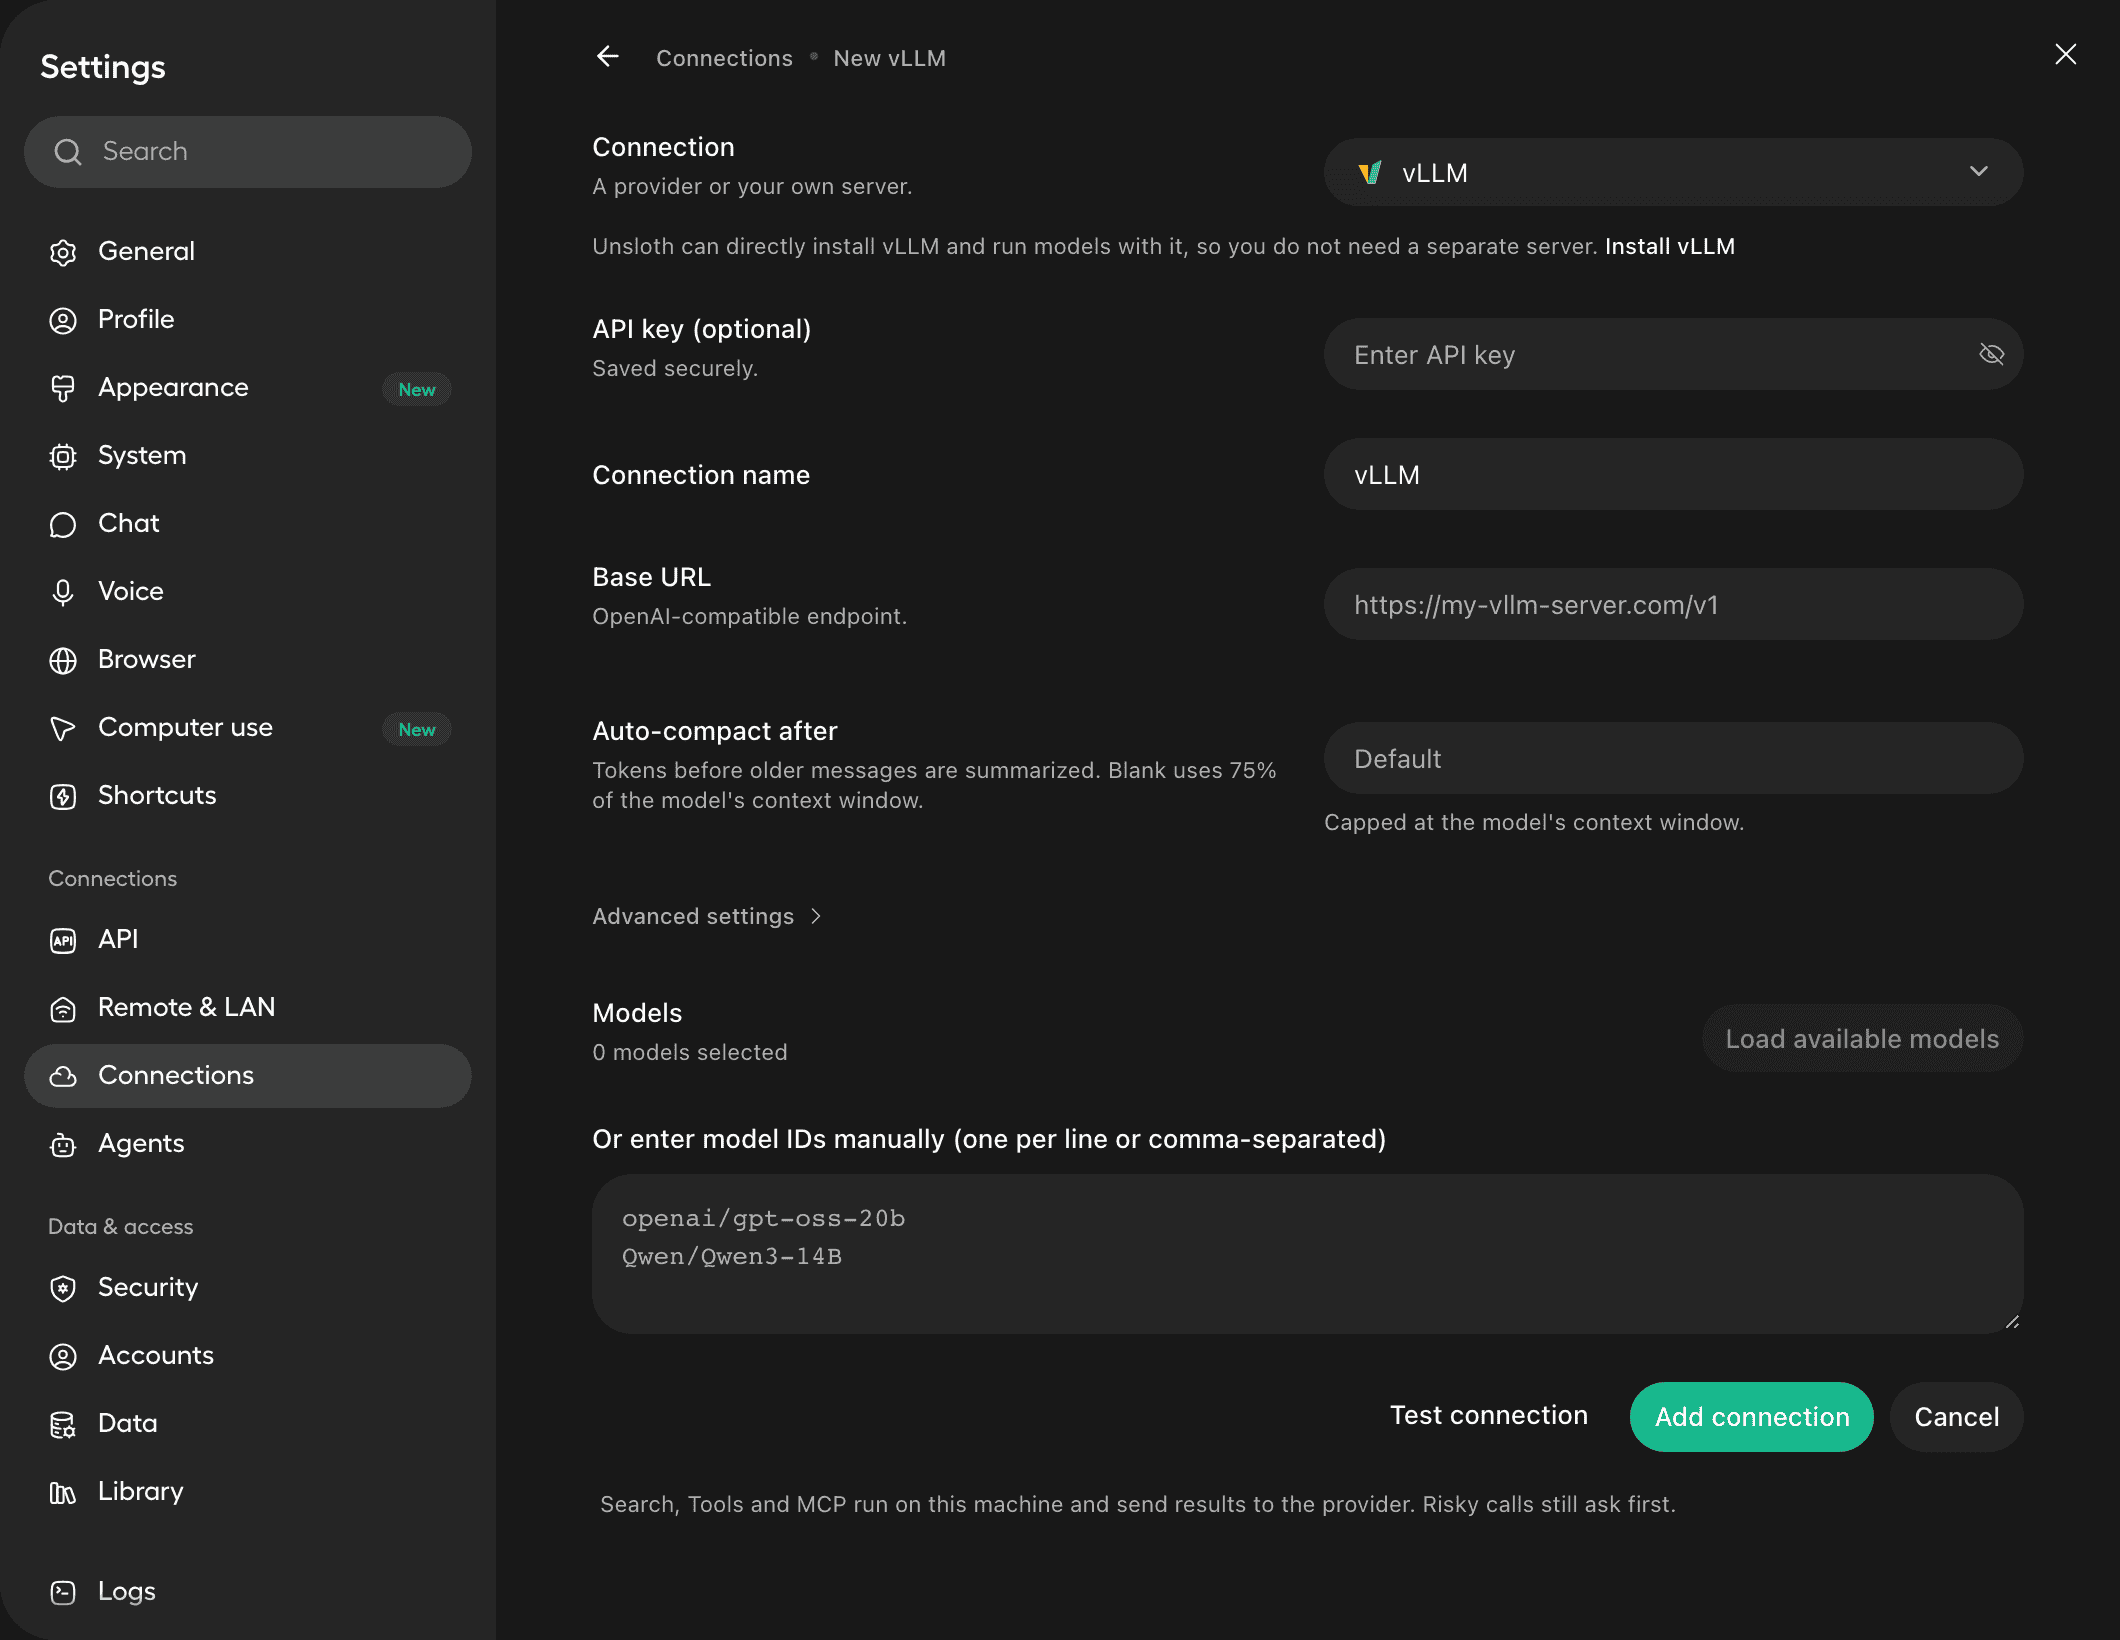 Settings
Search
General
Profile
Appearance New
System
Chat
Voice
Browser
Computer use New
Shortcuts
Connections
API
Remote & LAN
Connections
Agents
Data & access
Security
Accounts
Data
Library
Logs
Connections • New vLLM
Connection
A provider or your own server.
vLLM
Unsloth can directly install vLLM and run models with it, so you do not need a separate server. Install vLLM
API key (optional)
Saved securely.
Enter API key
Connection name
vLLM
Base URL
OpenAI-compatible endpoint.
https://my-vllm-server.com/v1
Auto-compact after
Tokens before older messages are summarized. Blank uses 75%
of the model's context window.
Default
Capped at the model's context window.
Advanced settings
Models
0 models selected
Load available models
Or enter model IDs manually (one per line or comma-separated)
openai/gpt-oss-20b
Qwen/Qwen3-14B
Test connection
Add connection
Cancel
Search, Tools and MCP run on this machine and send results to the provider. Risky calls still ask first.